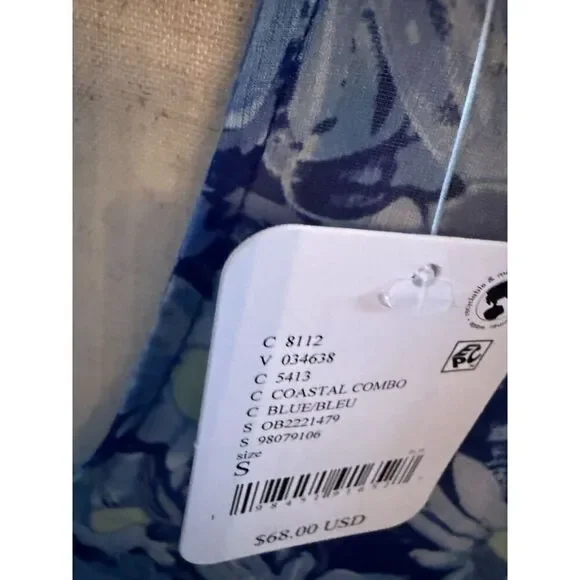 C 8112
V 034638
C 5413
C COASTAL COMBO
C BLUE/BLEU
S OB2221479
S 98079106
size
S
$68.00 USD